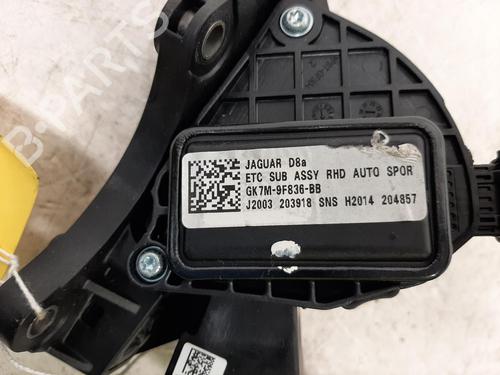 JAGUAR D8a
ETC SUB ASSY RHD AUTO SPOR
GK7M-9F836-BB
J2003 203918 SNS H2014 204857